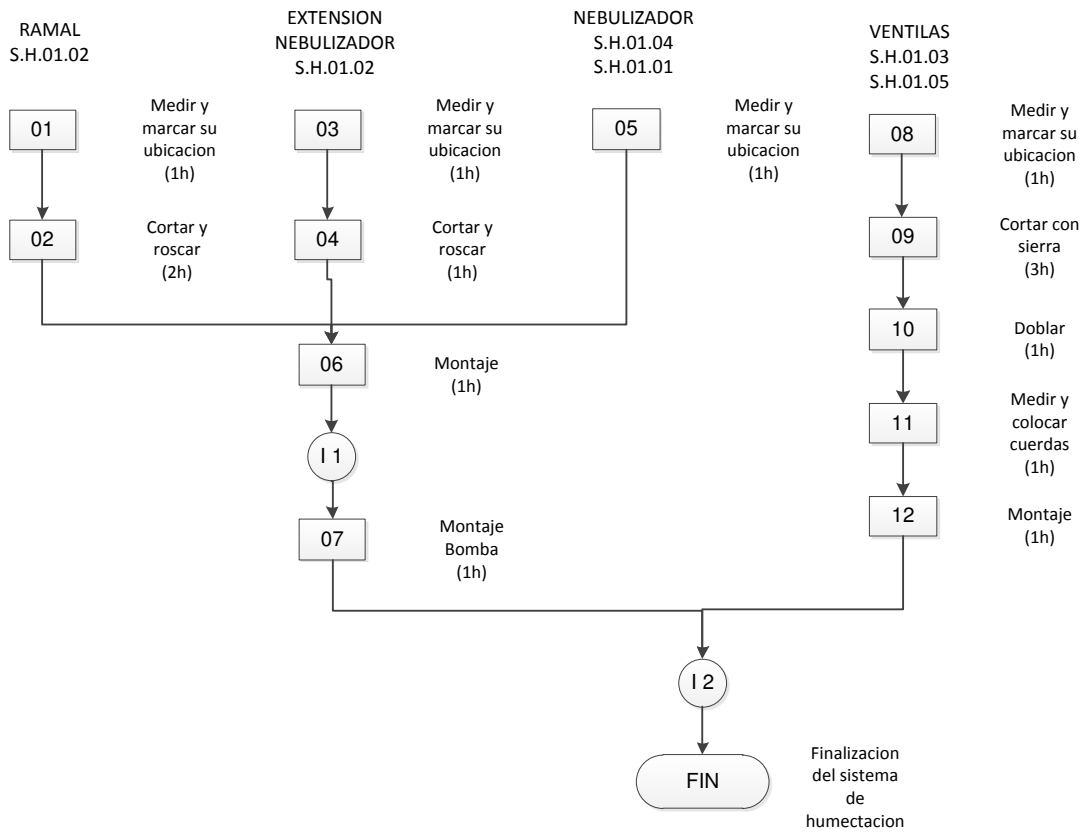 RAMAL
S.H.01.02
EXTENSION
NEBULIZADOR
S.H.01.02
NEBULIZADOR
S.H.01.04
S.H.01.01
VENTILAS
S.H.01.03
S.H.01.05
01
Medir y
marcar su
ubicacion
(1h)
03
Medir y
marcar su
ubicacion
(1h)
05
Medir y
marcar su
ubicacion
(1h)
08
Medir y
marcar su
ubicacion
(1h)
02
Cortar y
roscar
(2h)
04
Cortar y
roscar
(1h)
09
Cortar con
sierra
(3h)
06
Montaje
(1h)
10
Doblar
(1h)
I 1
11
Medir y
colocar
cuerdas
(1h)
07
Montaje
Bomba
(1h)
12
Montaje
(1h)
I 2
FIN
Finalizacion
del sistema
de
humectacion